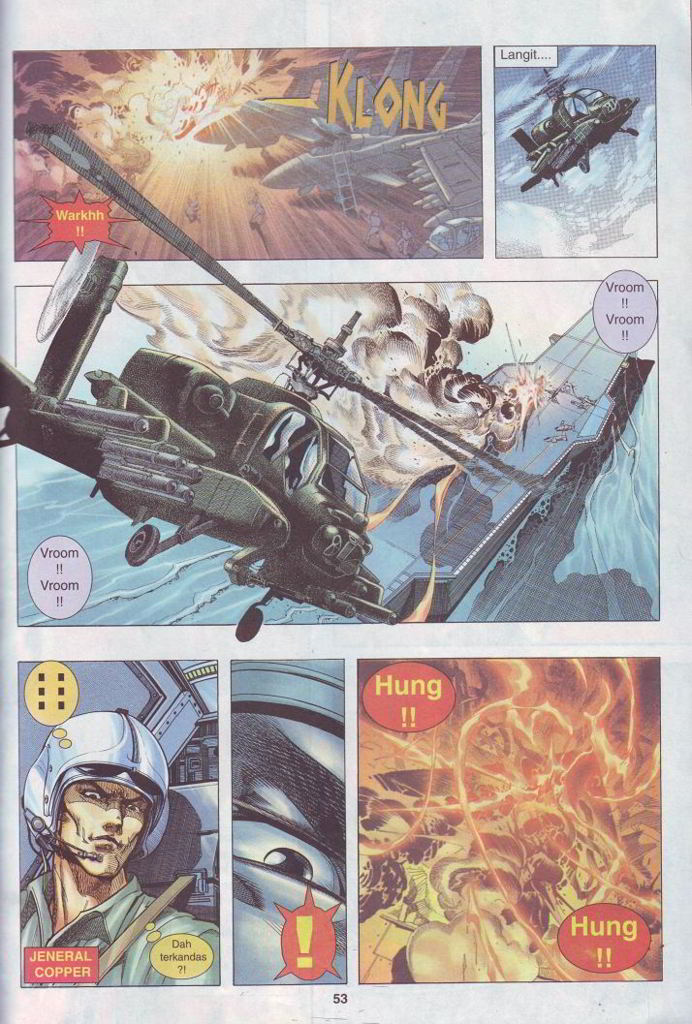 KLONG
Warkhh
!!
Langit....
Vroom
!!
Vroom
!!
Vroom
!!
Vroom
!!
JENERAL
COPPER
Dah
terkandas
?!
!
Hung
!!
Hung
!!
53